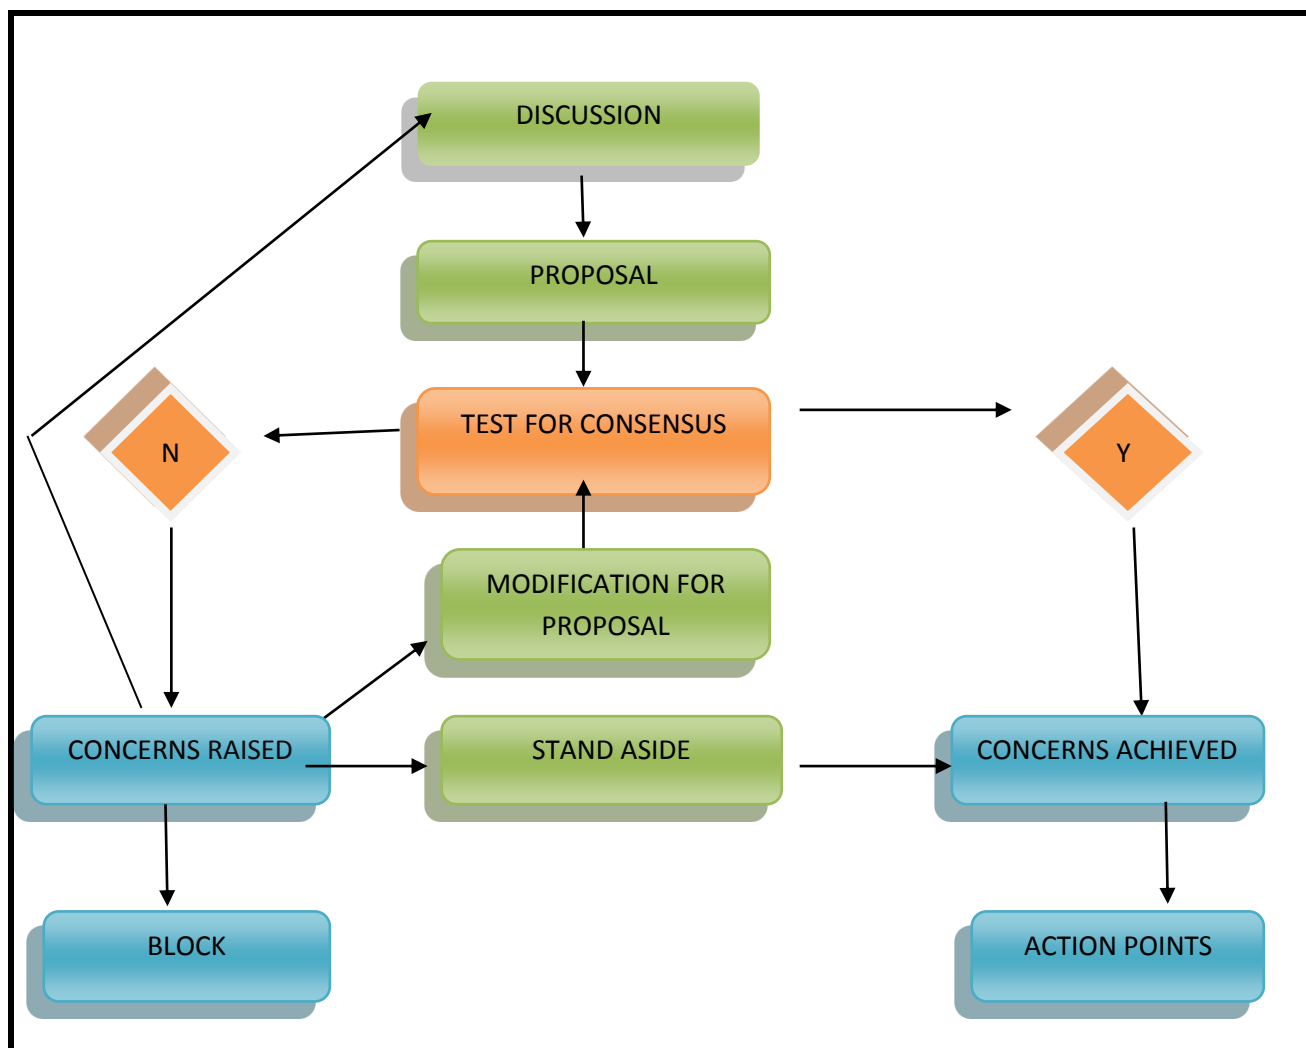 DISCUSSION
PROPOSAL
TEST FOR CONSENSUS
N
Y
MODIFICATION FOR
PROPOSAL
CONCERNS RAISED
STAND ASIDE
CONCERNS ACHIEVED
BLOCK
ACTION POINTS